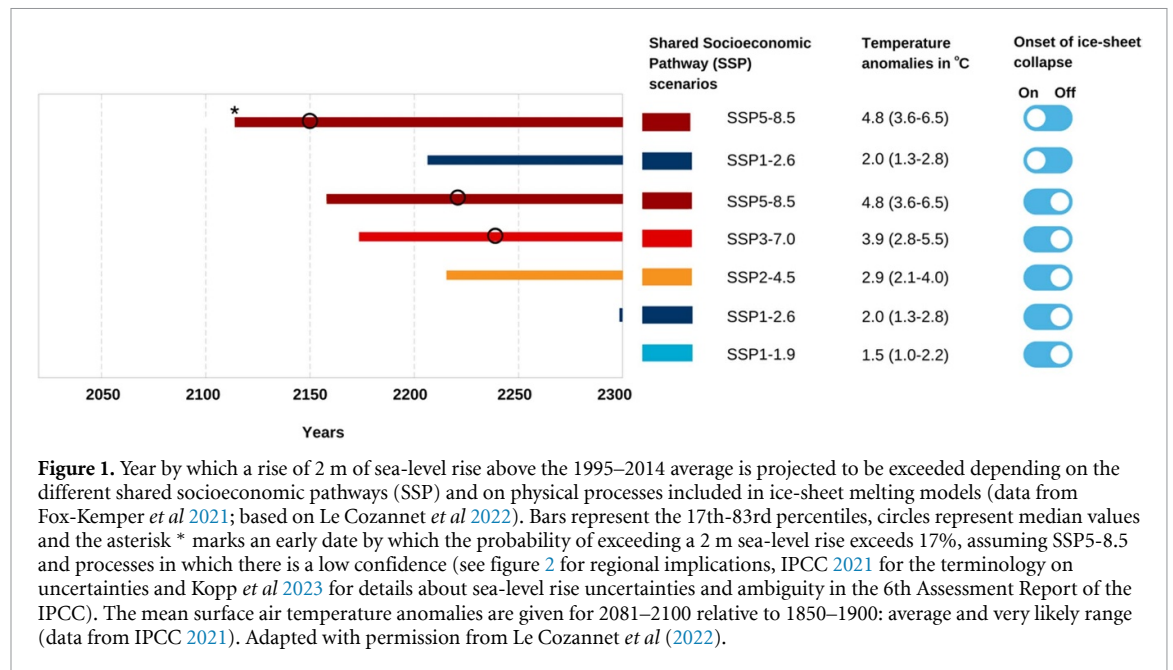 Shared Socioeconomic
Pathway (SSP)
scenarios
Temperature
anomalies in °C
Onset of ice-sheet
collapse
On Off
*
SSP5-8.5 4.8 (3.6-6.5)
SSP1-2.6 2.0 (1.3-2.8)
SSP5-8.5 4.8 (3.6-6.5)
SSP3-7.0 3.9 (2.8-5.5)
SSP2-4.5 2.9 (2.1-4.0)
SSP1-2.6 2.0 (1.3-2.8)
SSP1-1.9 1.5 (1.0-2.2)
2050 2100 2150 2200 2250 2300
Years
Figure 1. Year by which a rise of 2 m of sea-level rise above the 1995–2014 average is projected to be exceeded depending on the
different shared socioeconomic pathways (SSP) and on physical processes included in ice-sheet melting models (data from
Fox-Kemper et al 2021; based on Le Cozannet et al 2022). Bars represent the 17th-83rd percentiles, circles represent median values
and the asterisk * marks an early date by which the probability of exceeding a 2 m sea-level rise exceeds 17%, assuming SSP5-8.5
and processes in which there is a low confidence (see figure 2 for regional implications, IPCC 2021 for the terminology on
uncertainties and Kopp et al 2023 for details about sea-level rise uncertainties and ambiguity in the 6th Assessment Report of the
IPCC). The mean surface air temperature anomalies are given for 2081–2100 relative to 1850–1900: average and very likely range
(data from IPCC 2021). Adapted with permission from Le Cozannet et al (2022).